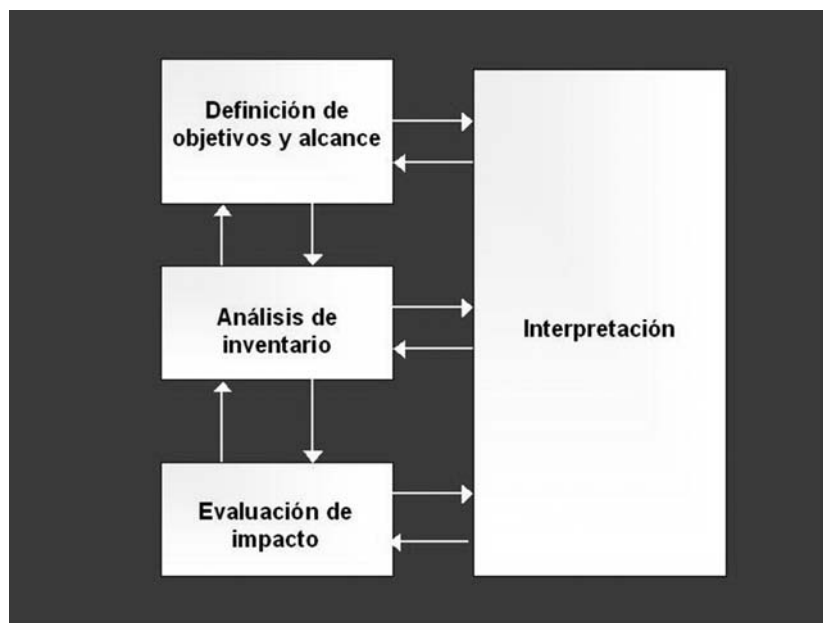 Definición de
objetivos y alcance
Análisis de
inventario
Interpretación
Evaluación de
impacto